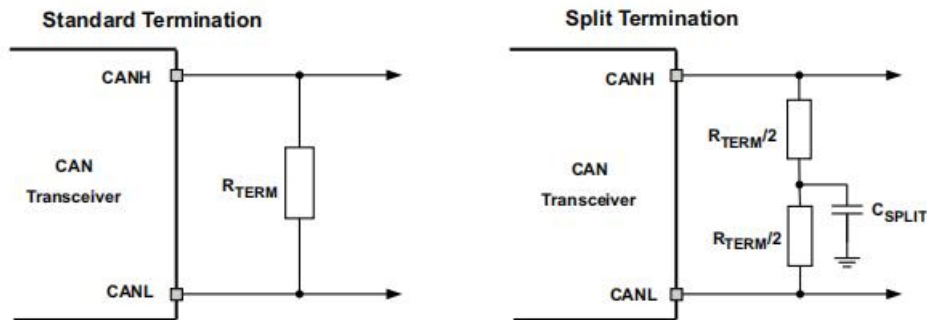 Standard Termination
CANH
CAN
Transceiver
RTERM
CANL
Split Termination
CANH
RTERM/2
CAN
Transceiver
CSPLIT
RTERM/2
CANL